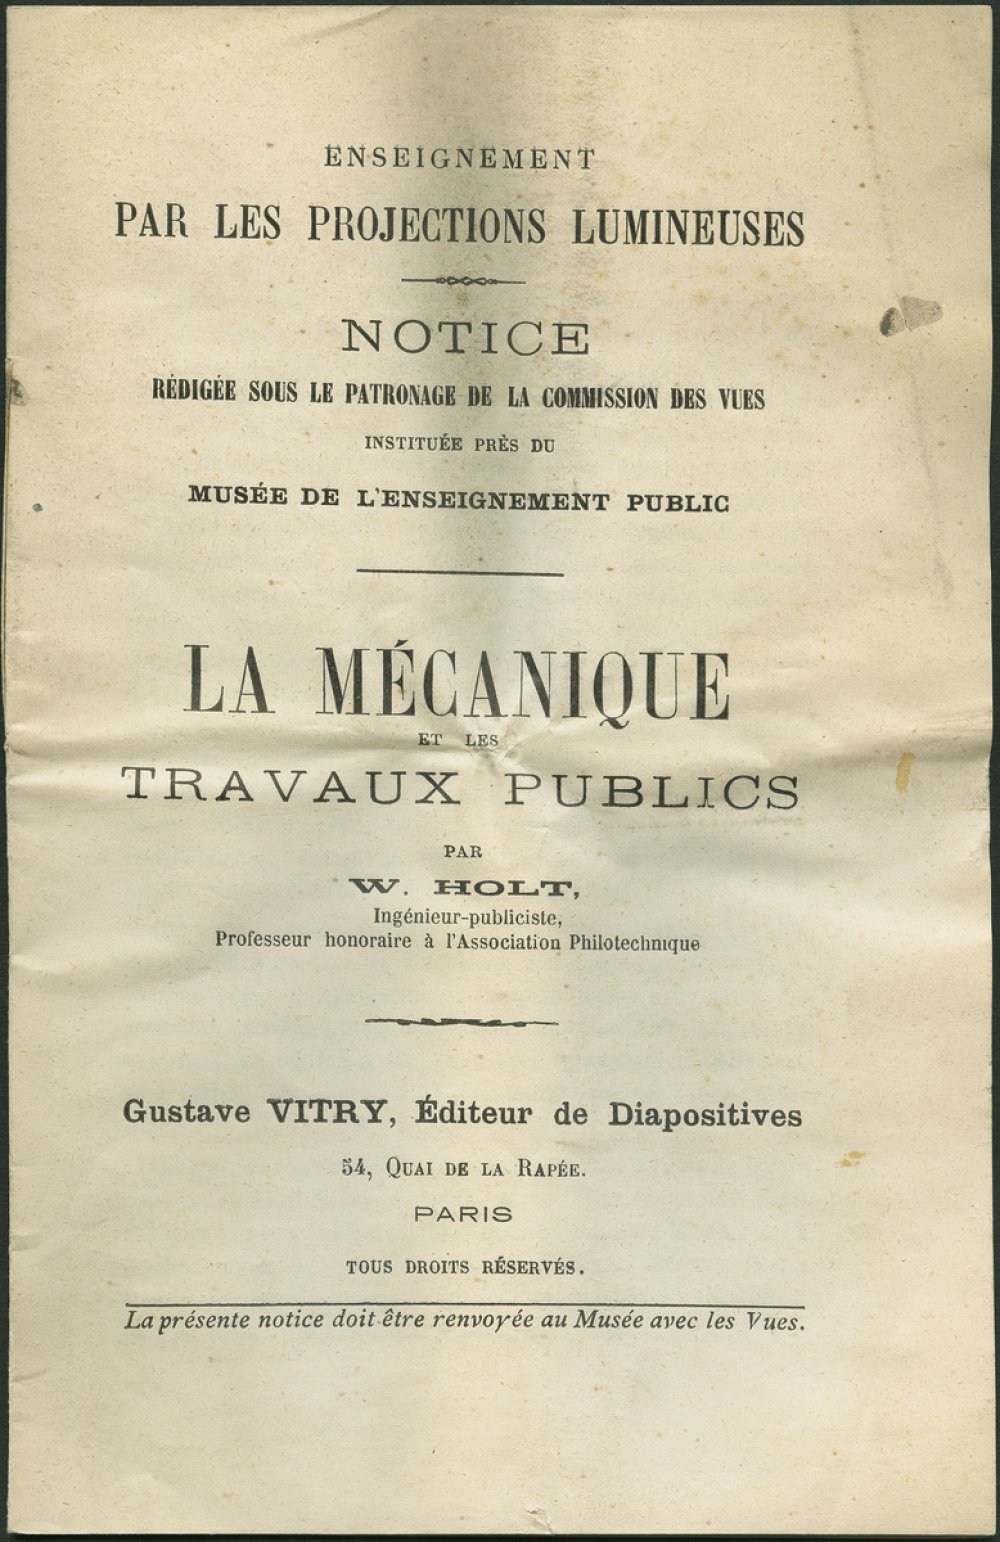 ENSEIGNEMENT
PAR LES PROJECTIONS LUMINEUSES
NOTICE
RÉDIGÉE SOUS LE PATRONAGE DE LA COMMISSION DES VUES
INSTITUÉE PRÈS DU
MUSÉE DE L'ENSEIGNEMENT PUBLIC
LA MÉCANIQUE
ET LES
TRAVAUX PUBLICS
PAR
W. HOLT,
Ingénieur-publiciste,
Professeur honoraire à l'Association Philotechnique
Gustave VITRY, Éditeur de Diapositives
54, QUAI DE LA RAPÉE.
PARIS
TOUS DROITS RÉSERVÉS.
La présente notice doit être renvoyée au Musée avec les Vues.